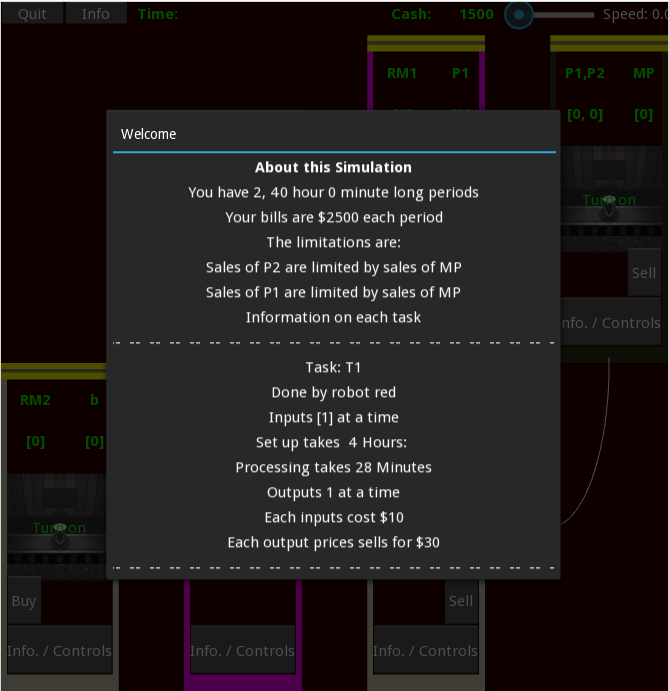 Quit Info Time: Cash: 1500 Speed: 0.0
RM1 P1 P1,P2 MP
[0, 0] [0]
Welcome
About this Simulation
You have 2, 40 hour 0 minute long periods
Your bills are $2500 each period
The limitations are:
Sales of P2 are limited by sales of MP
Sales of P1 are limited by sales of MP
Information on each task
Task: T1
Done by robot red
Inputs [1] at a time
Set up takes  4 Hours:
Processing takes 28 Minutes
Outputs 1 at a time
Each inputs cost $10
Each output prices sells for $30
Turn on
Sell
Info. / Controls
RM2 b
[0] [0]
Turn on
Buy Sell
Info. / Controls Info. / Controls Info. / Controls